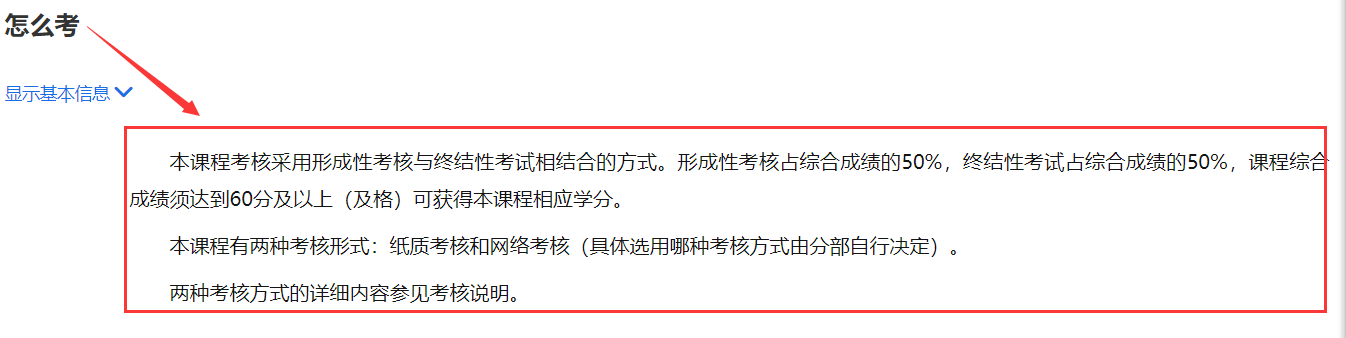 怎么考
显示基本信息
本课程考核采用形成性考核与终结性考试相结合的方式。形成性考核占综合成绩的50%，终结性考试占综合成绩的50%，课程综合
成绩须达到60分及以上（及格）可获得本课程相应学分。
本课程有两种考核形式：纸质考核和网络考核（具体选用哪种考核方式由分部自行决定）。
两种考核方式的详细内容参见考核说明。